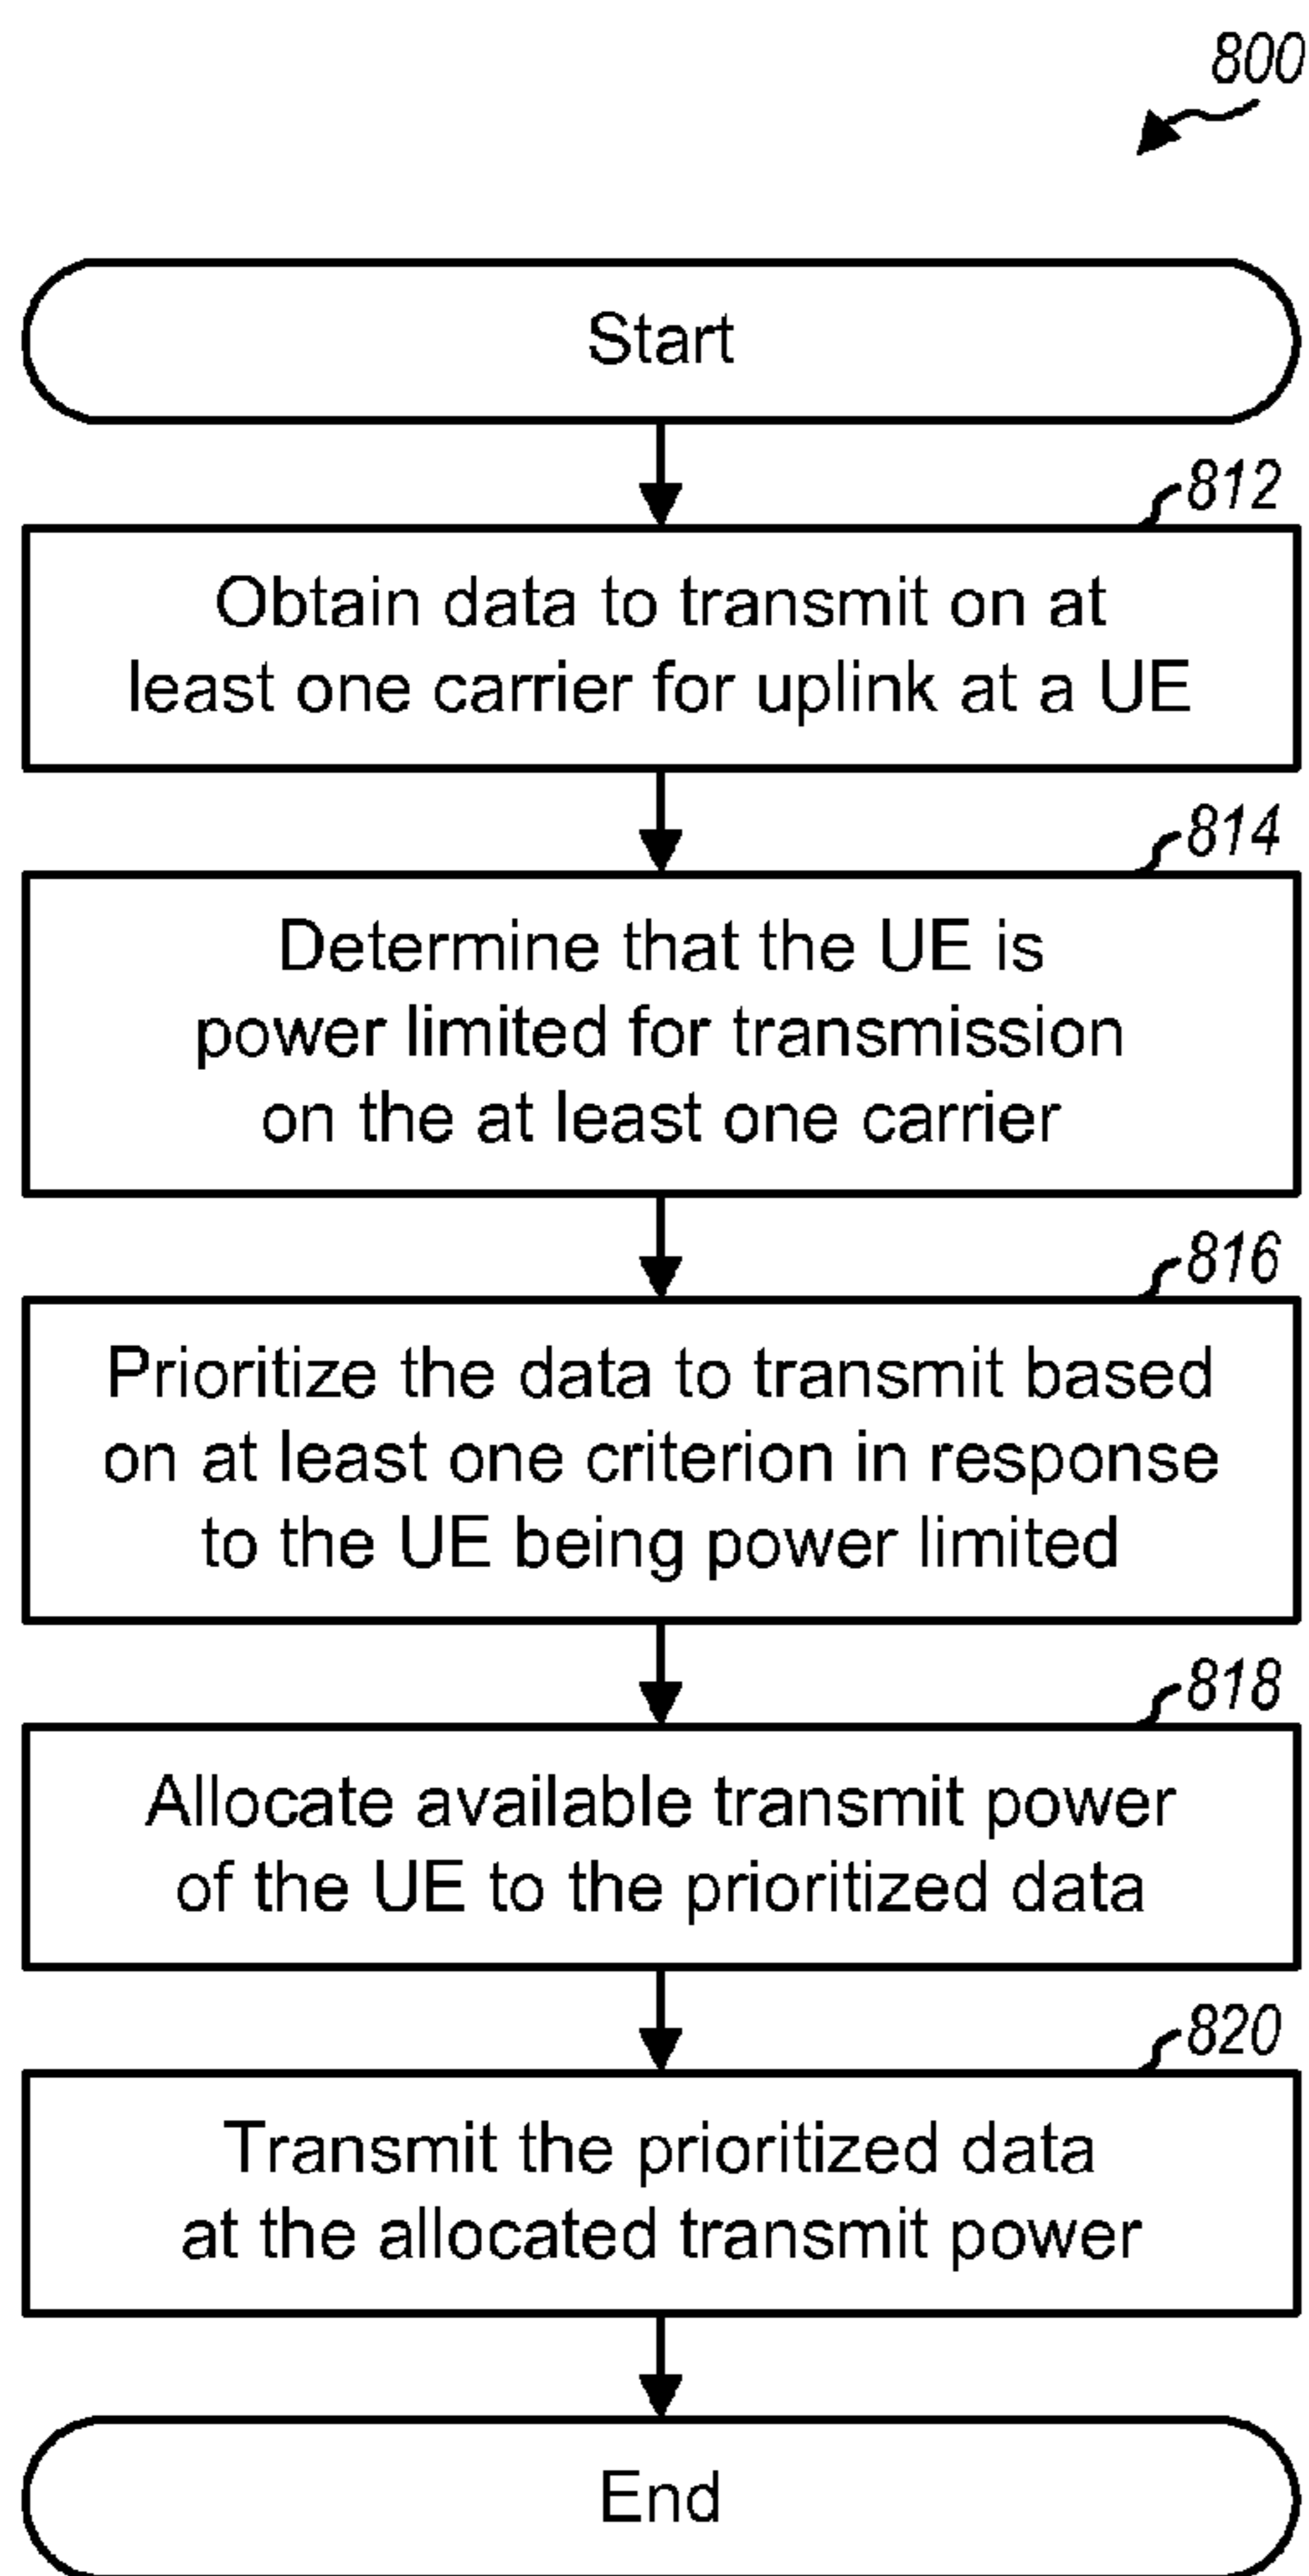 800
Start
812
Obtain data to transmit on at
least one carrier for uplink at a UE
814
Determine that the UE is
power limited for transmission
on the at least one carrier
816
Prioritize the data to transmit based
on at least one criterion in response
to the UE being power limited
818
Allocate available transmit power
of the UE to the prioritized data
820
Transmit the prioritized data
at the allocated transmit power
End